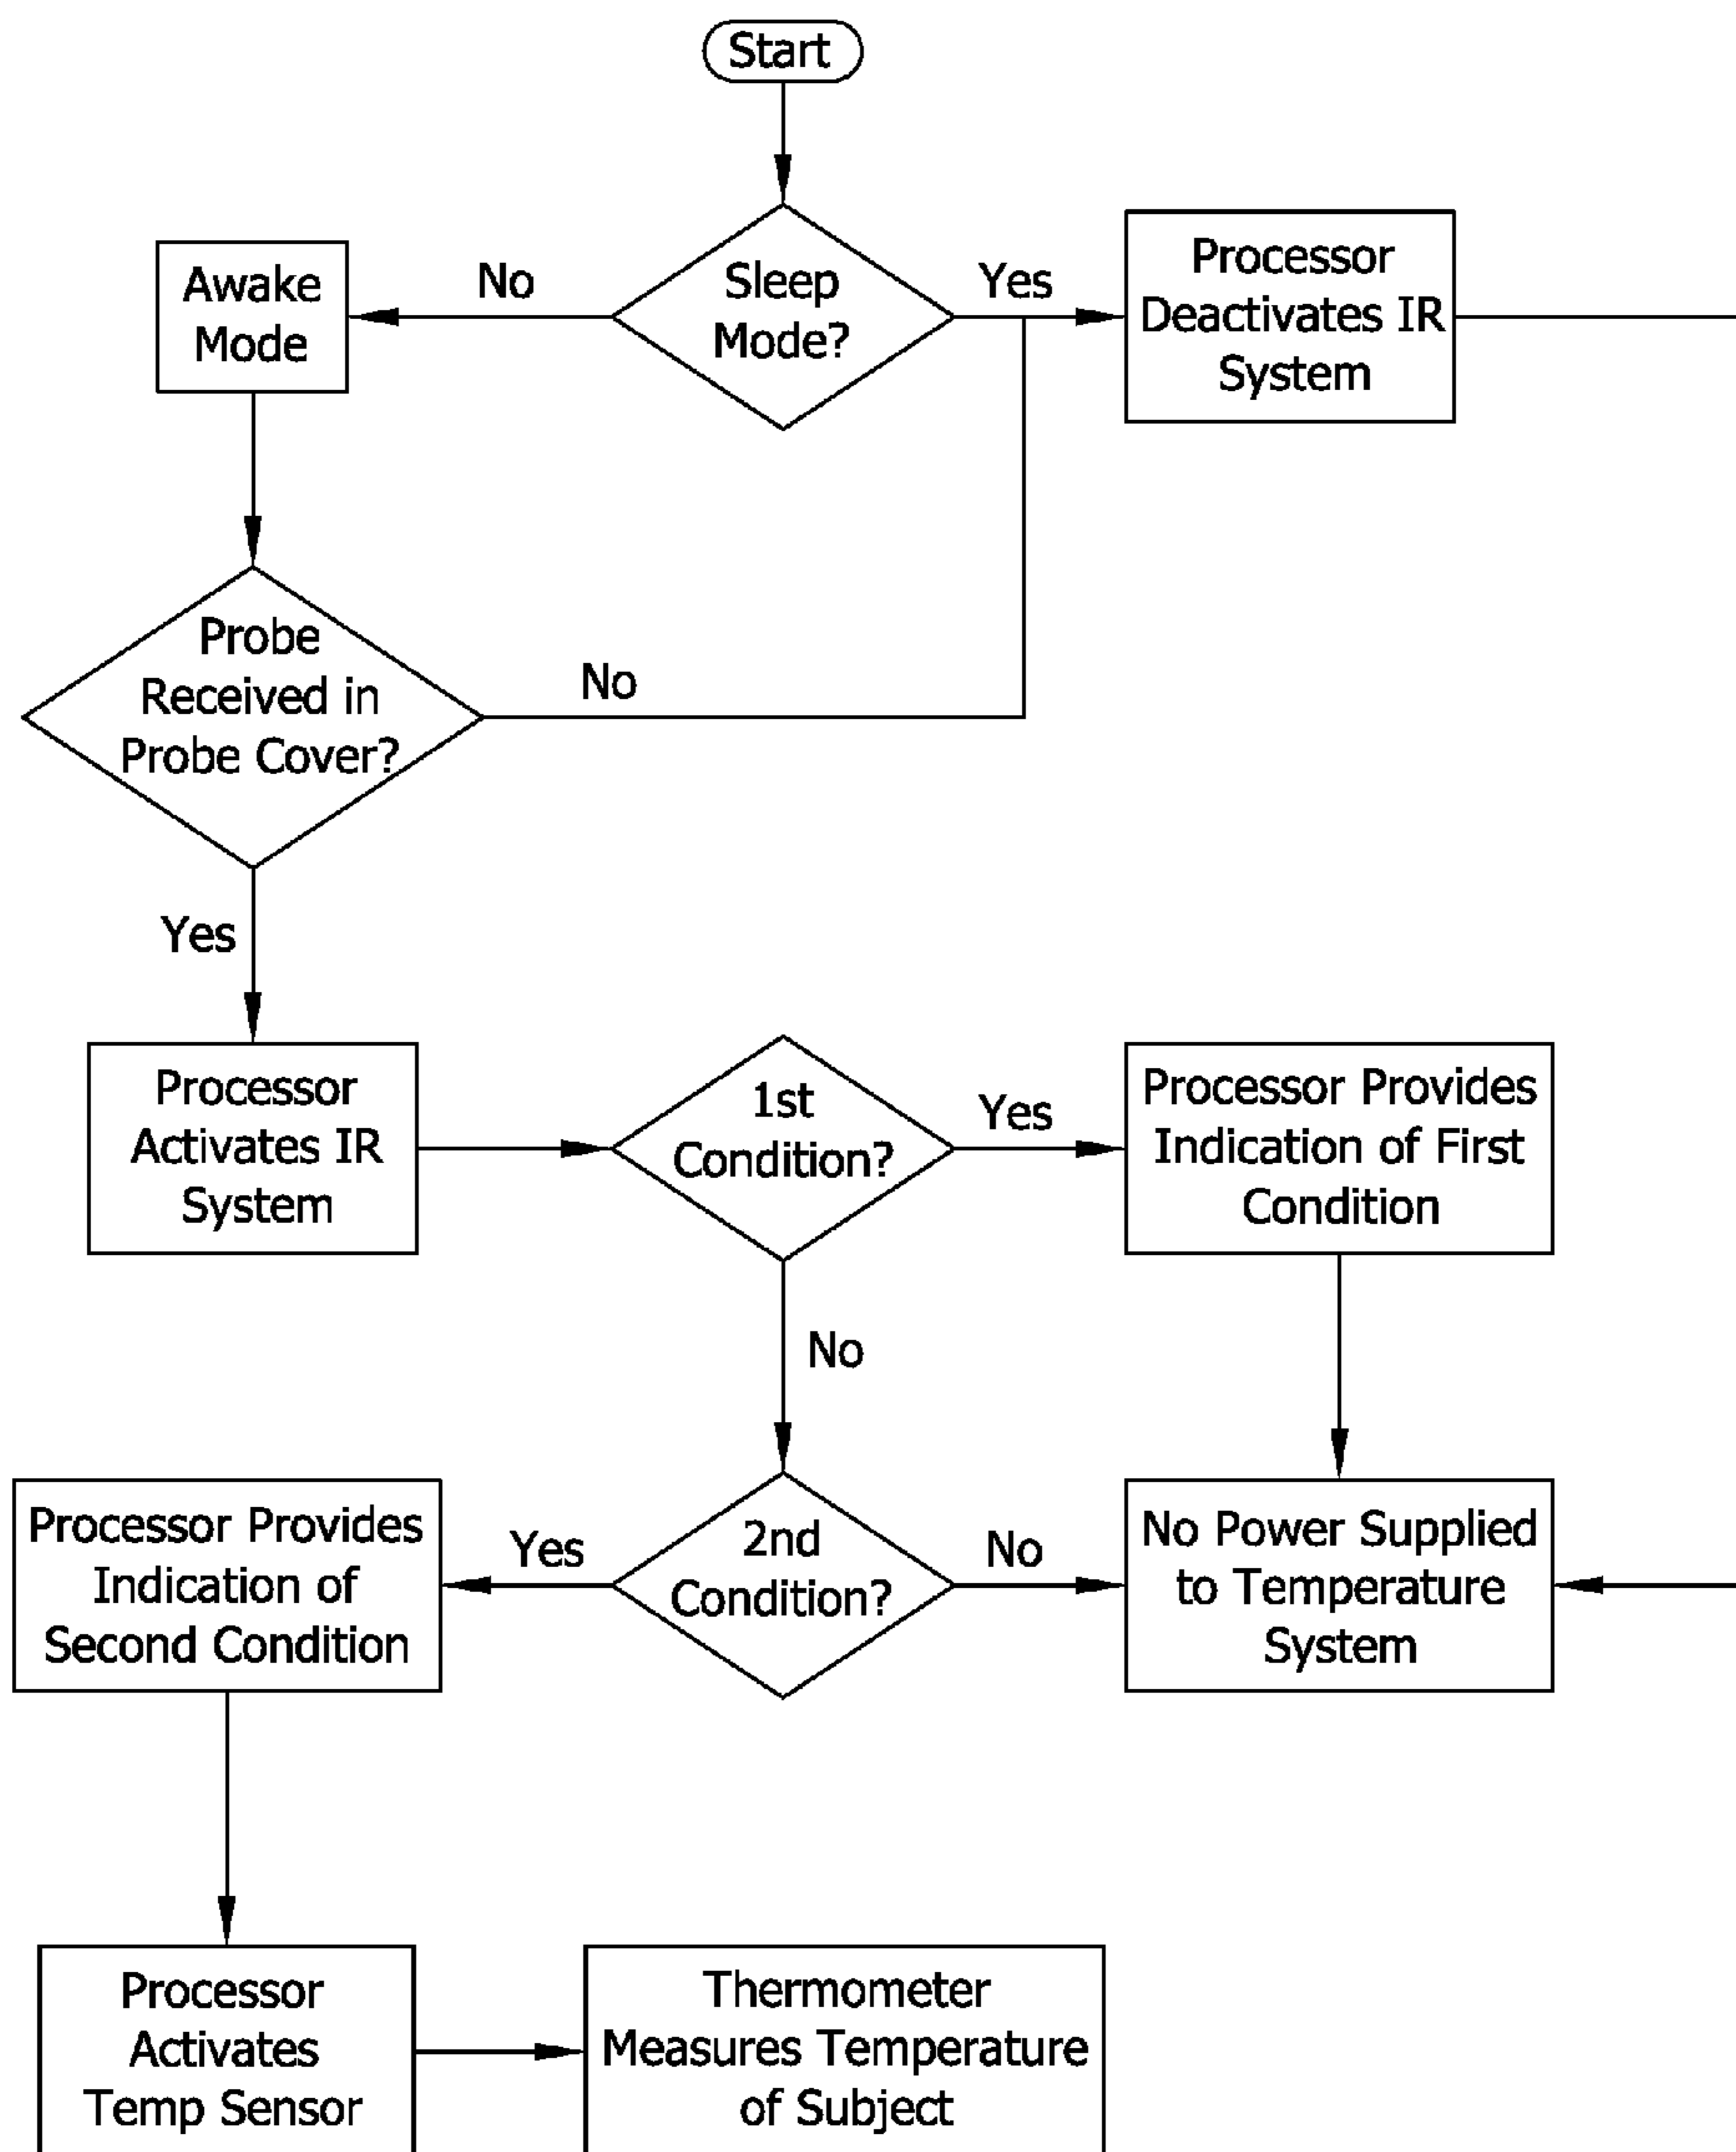 Start
Sleep
Mode?
No
Yes
Awake
Mode
Processor
Deactivates IR
System
Probe
Received in
Probe Cover?
No
Yes
Processor
Activates IR
System
1st
Condition?
Yes
Processor Provides
Indication of First
Condition
No
2nd
Condition?
Yes
No
Processor Provides
Indication of
Second Condition
No Power Supplied
to Temperature
System
Processor
Activates
Temp Sensor
Thermometer
Measures Temperature
of Subject